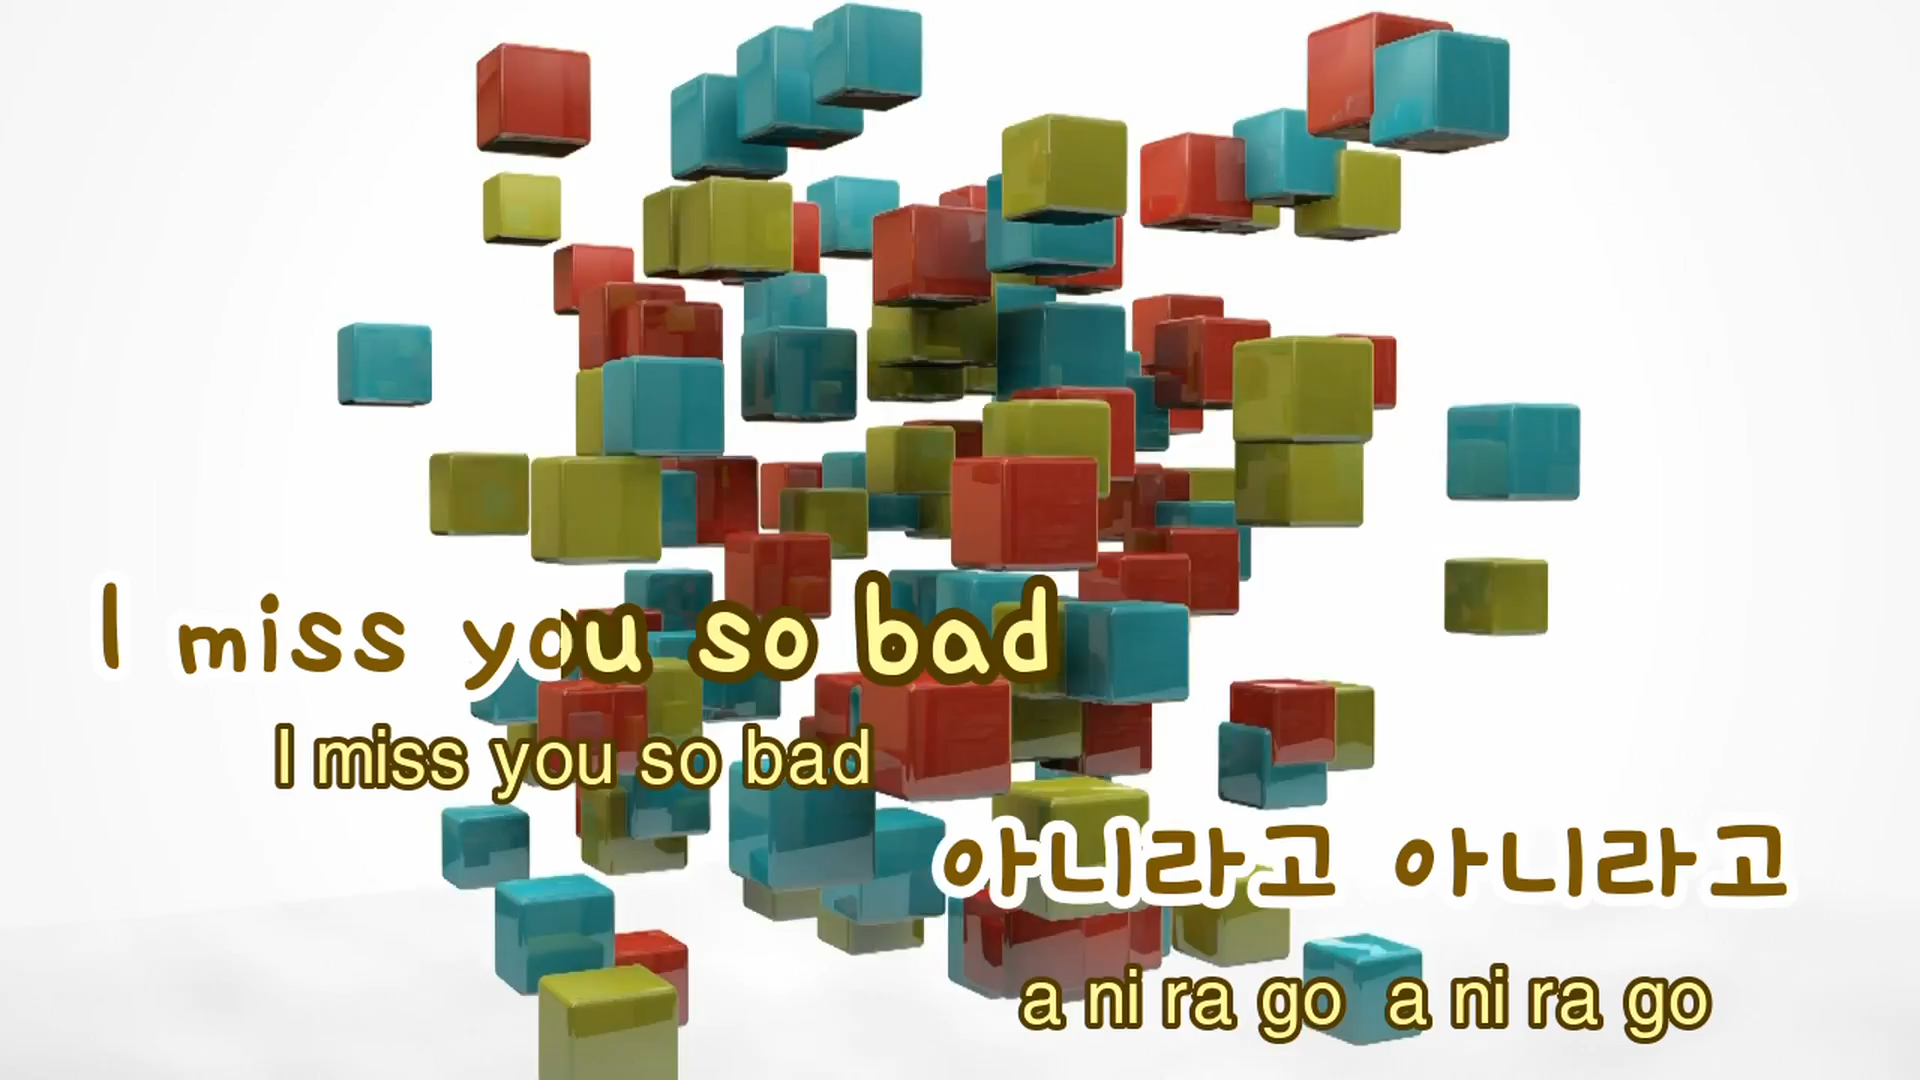 I miss you so bad
I miss you so bad
아니라고 아니라고
a ni ra go a ni ra go